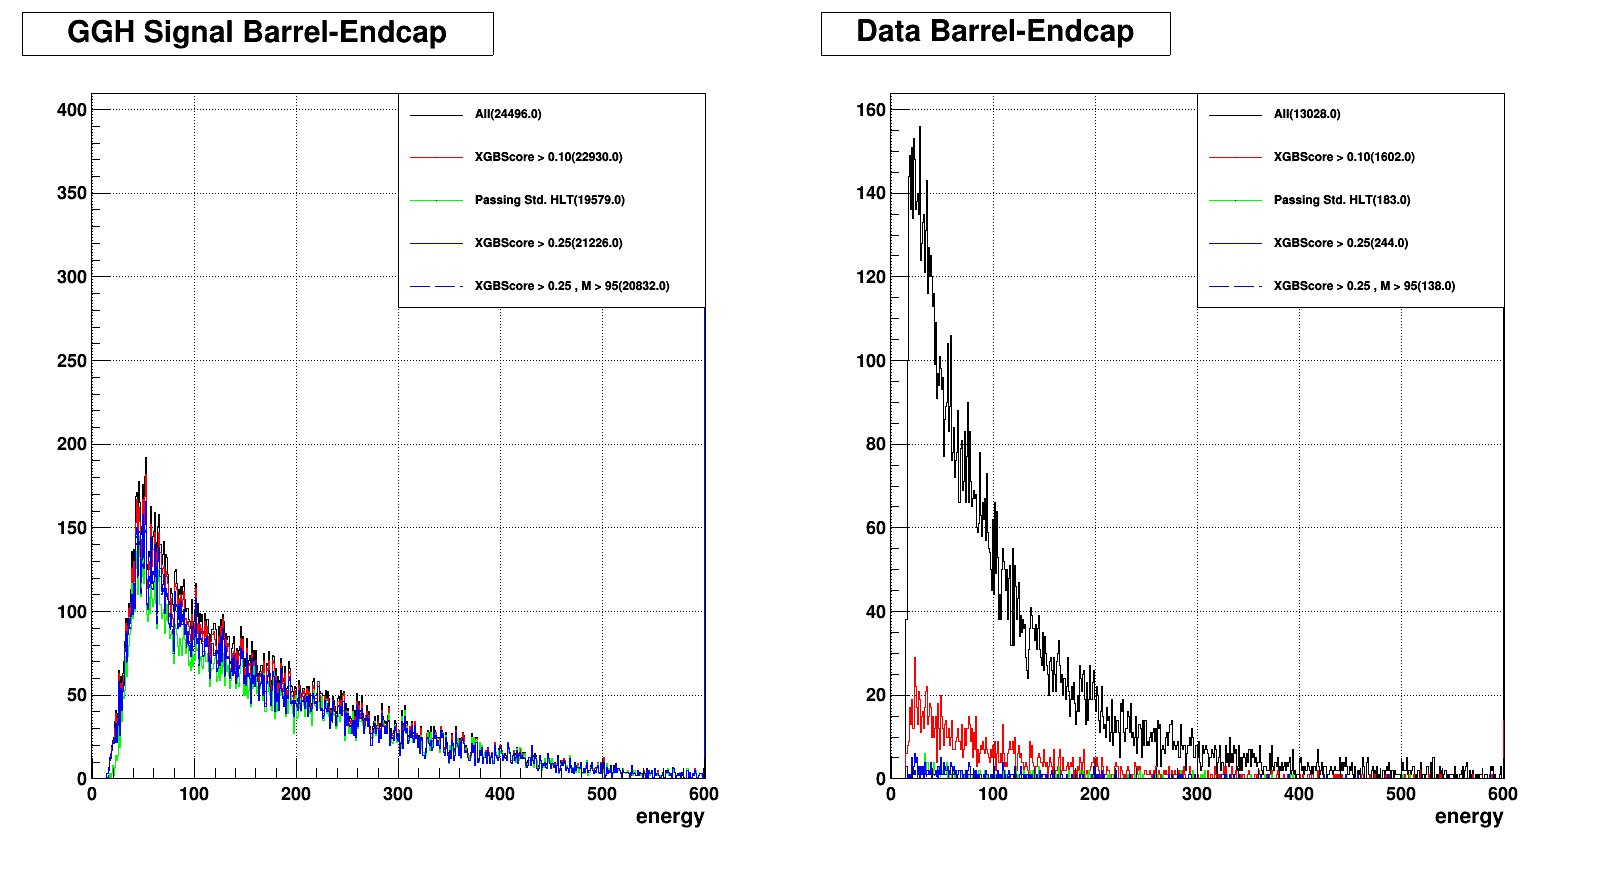 GGH Signal Barrel-Endcap
All(24496.0)
XGBScore > 0.10(22930.0)
Passing Std. HLT(19579.0)
XGBScore > 0.25(21226.0)
XGBScore > 0.25 , M > 95(20832.0)
400
350
300
250
200
150
100
50
0
0 100 200 300 400 500 600
energy
Data Barrel-Endcap
All(13028.0)
XGBScore > 0.10(1602.0)
Passing Std. HLT(183.0)
XGBScore > 0.25(244.0)
XGBScore > 0.25 , M > 95(138.0)
160
140
120
100
80
60
40
20
0
0 100 200 300 400 500 600
energy